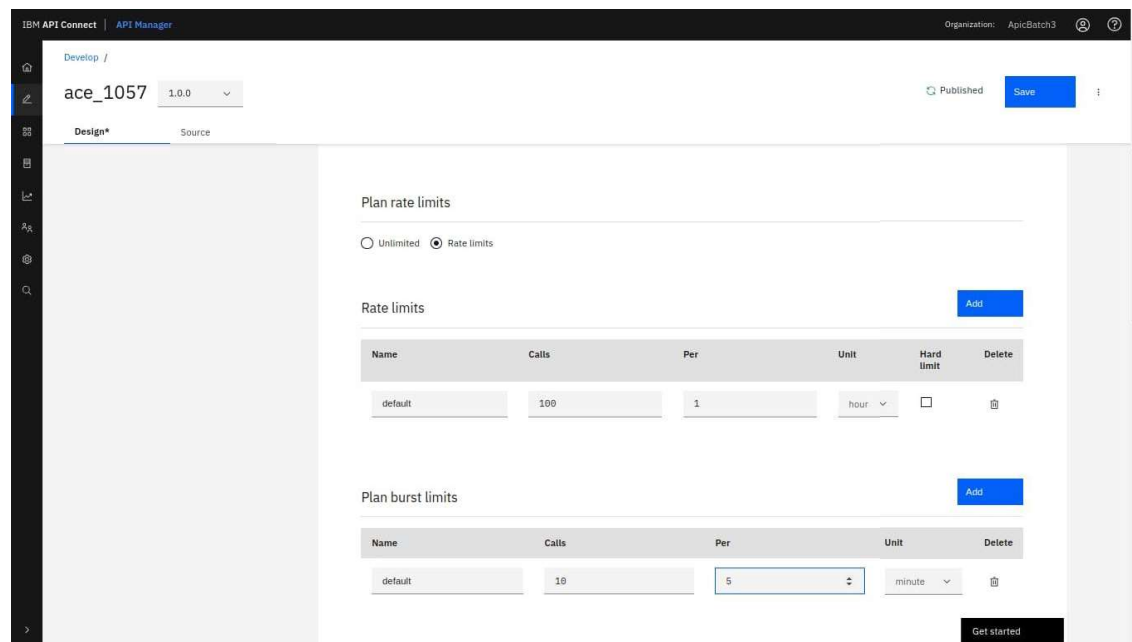 IBM API Connect | API Manager
Organization: ApicBatch3
Develop /
ace_1057 1.0.0
Published Save
Design* Source
Plan rate limits
Unlimited Rate limits
Rate limits Add
Name Calls Per Unit Hard limit Delete
default 100 1 hour
Plan burst limits Add
Name Calls Per Unit Delete
default 10 5 minute
Get started